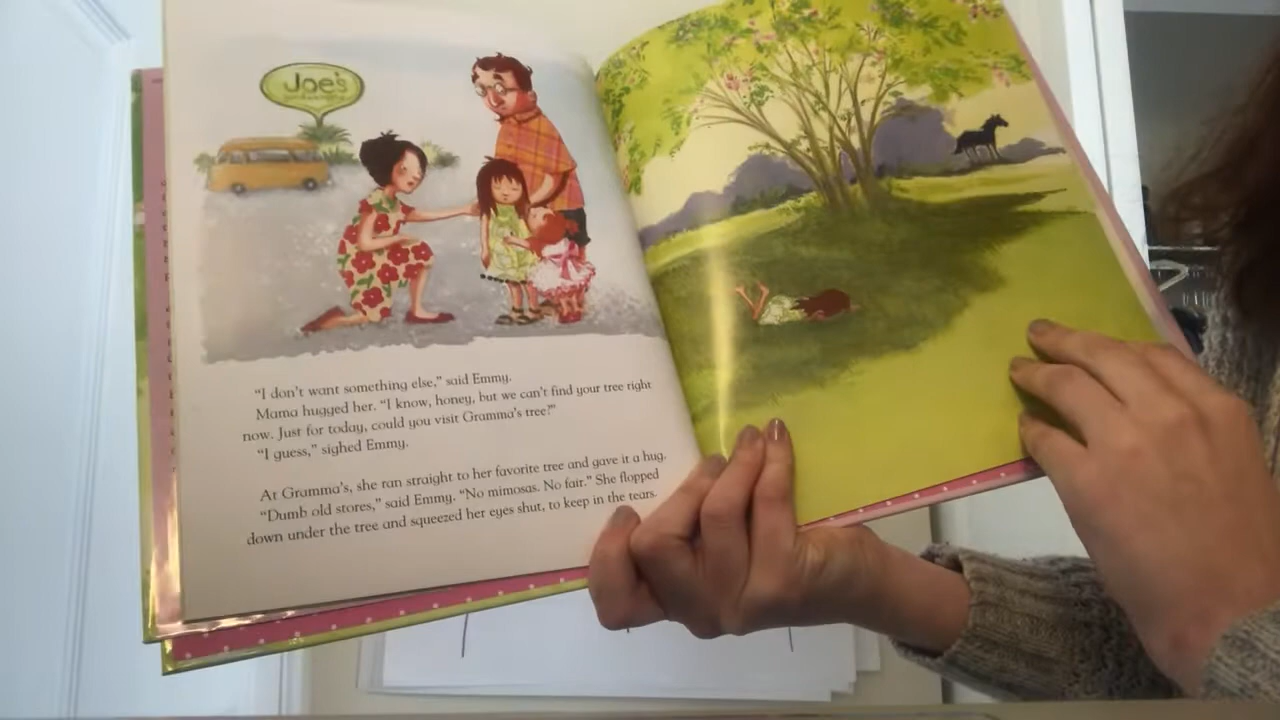 Joe's
"I don't want something else," said Emmy.
Mama hugged her. "I know, honey, but we can't find your tree right
now. Just for today, could you visit Gramma's tree?"
"I guess," sighed Emmy.
At Gramma's, she ran straight to her favorite tree and gave it a hug.
"Dumb old stores," said Emmy. "No mimosas. No fair." She flopped
down under the tree and squeezed her eyes shut, to keep in the tears.